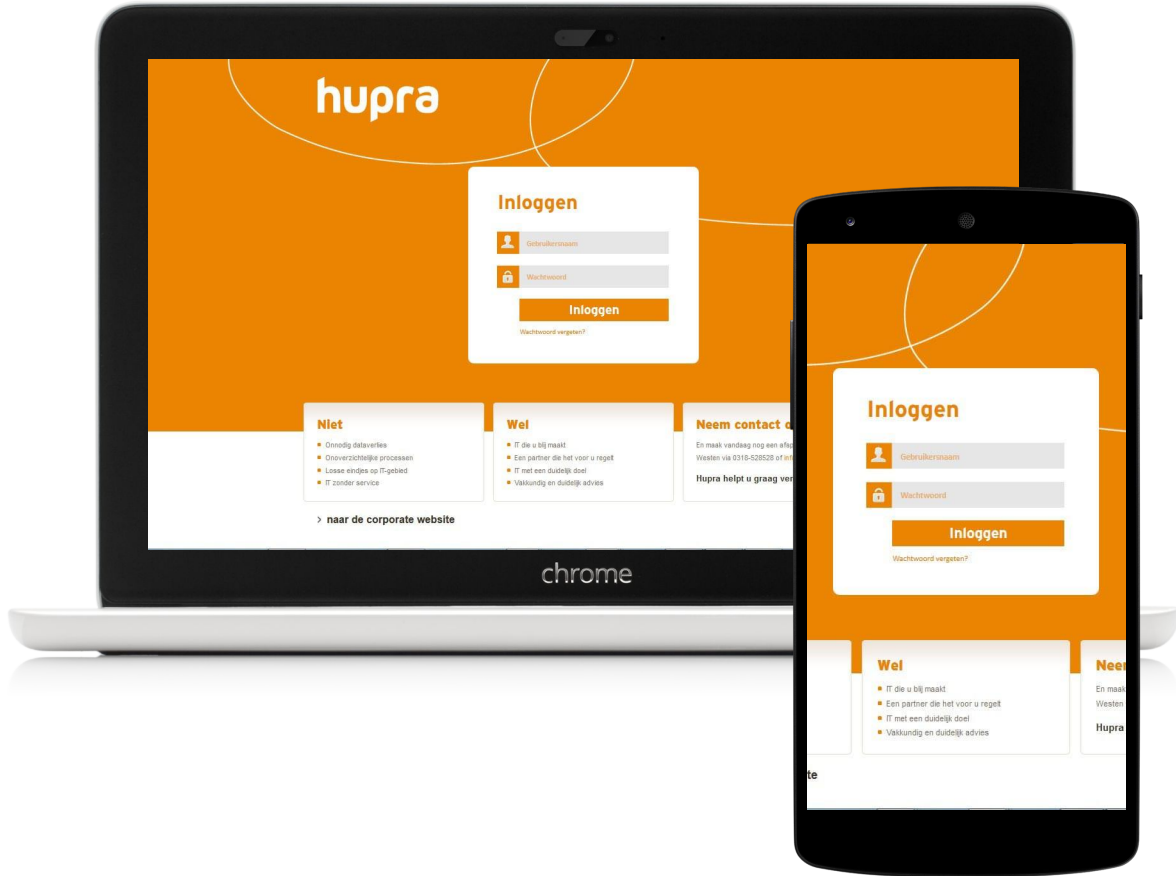 hupra
Inloggen
Gebruikersnaam
Wachtwoord
Inloggen
Wachtwoord vergeten?
Niet
Onnodig dataverlies
Onoverzichtelijke processen
Losse eindjes op IT-gebied
IT zonder service
Wel
IT die u blij maakt
Een partner die het voor u regelt
IT met een duidelijk doel
Vakkundig en duidelijk advies
Neem contact o
En maak vandaag nog een afsp
Westen via 0318-528528 of inf
Hupra helpt u graag ver
> naar de corporate website
chrome
Inloggen
Gebruikersnaam
Wachtwoord
Inloggen
Wachtwoord vergeten?
Wel
IT die u blij maakt
Een partner die het voor u regelt
IT met een duidelijk doel
Vakkundig en duidelijk advies
Neem
En maak
Westen
Hupra
te